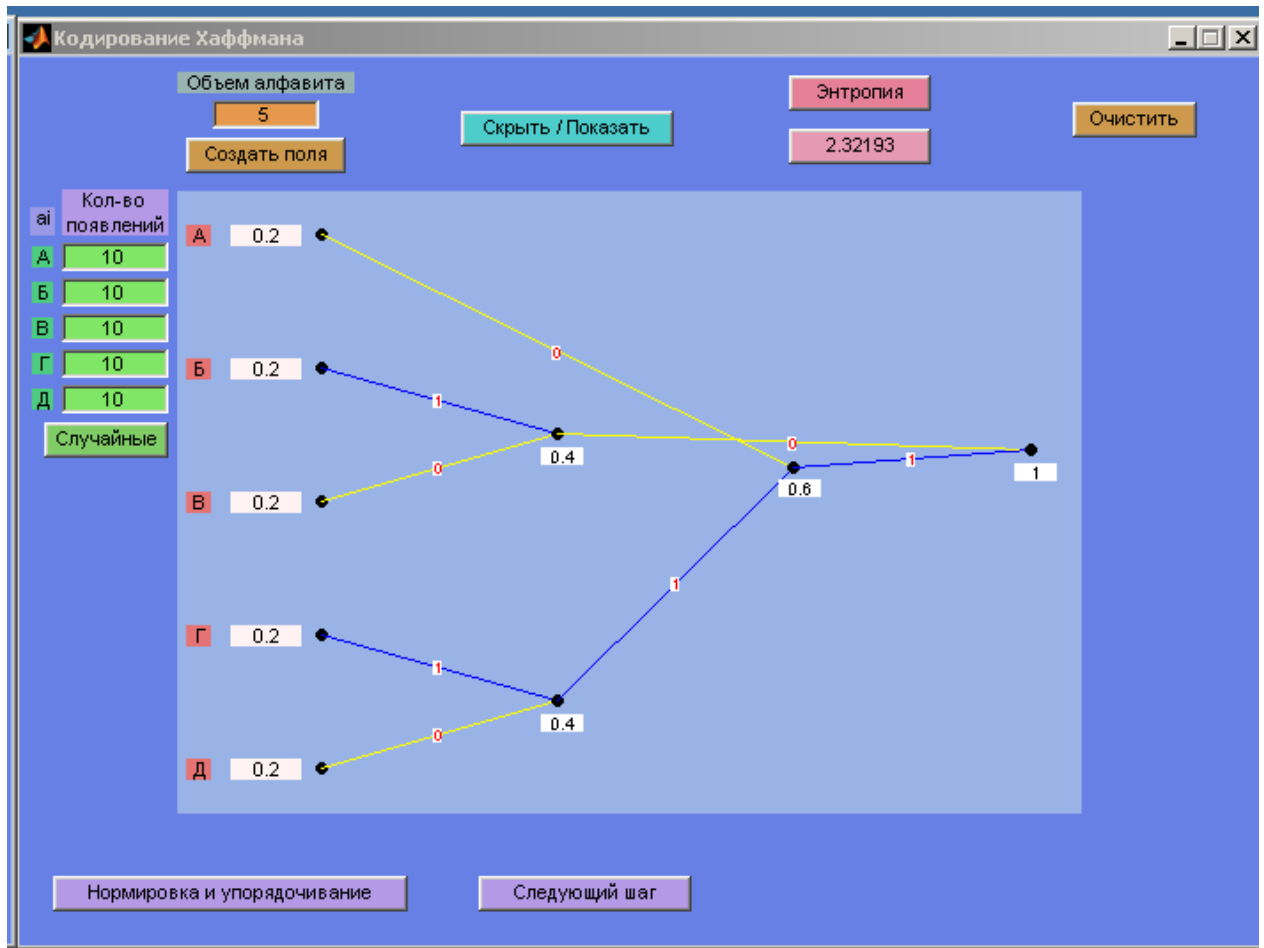 Кодирование Хаффмана
Объем алфавита
5
Создать поля
Скрыть / Показать
Энтропия
2.32193
Очистить
ai
Кол-во
появлений
А 10
Б 10
В 10
Г 10
Д 10
Случайные
А 0.2
0
Б 0.2
1
0.4
0
1
0
0.6
1
В 0.2
1
Г 0.2
1
0.4
0
Д 0.2
Нормировка и упорядочивание
Следующий шаг